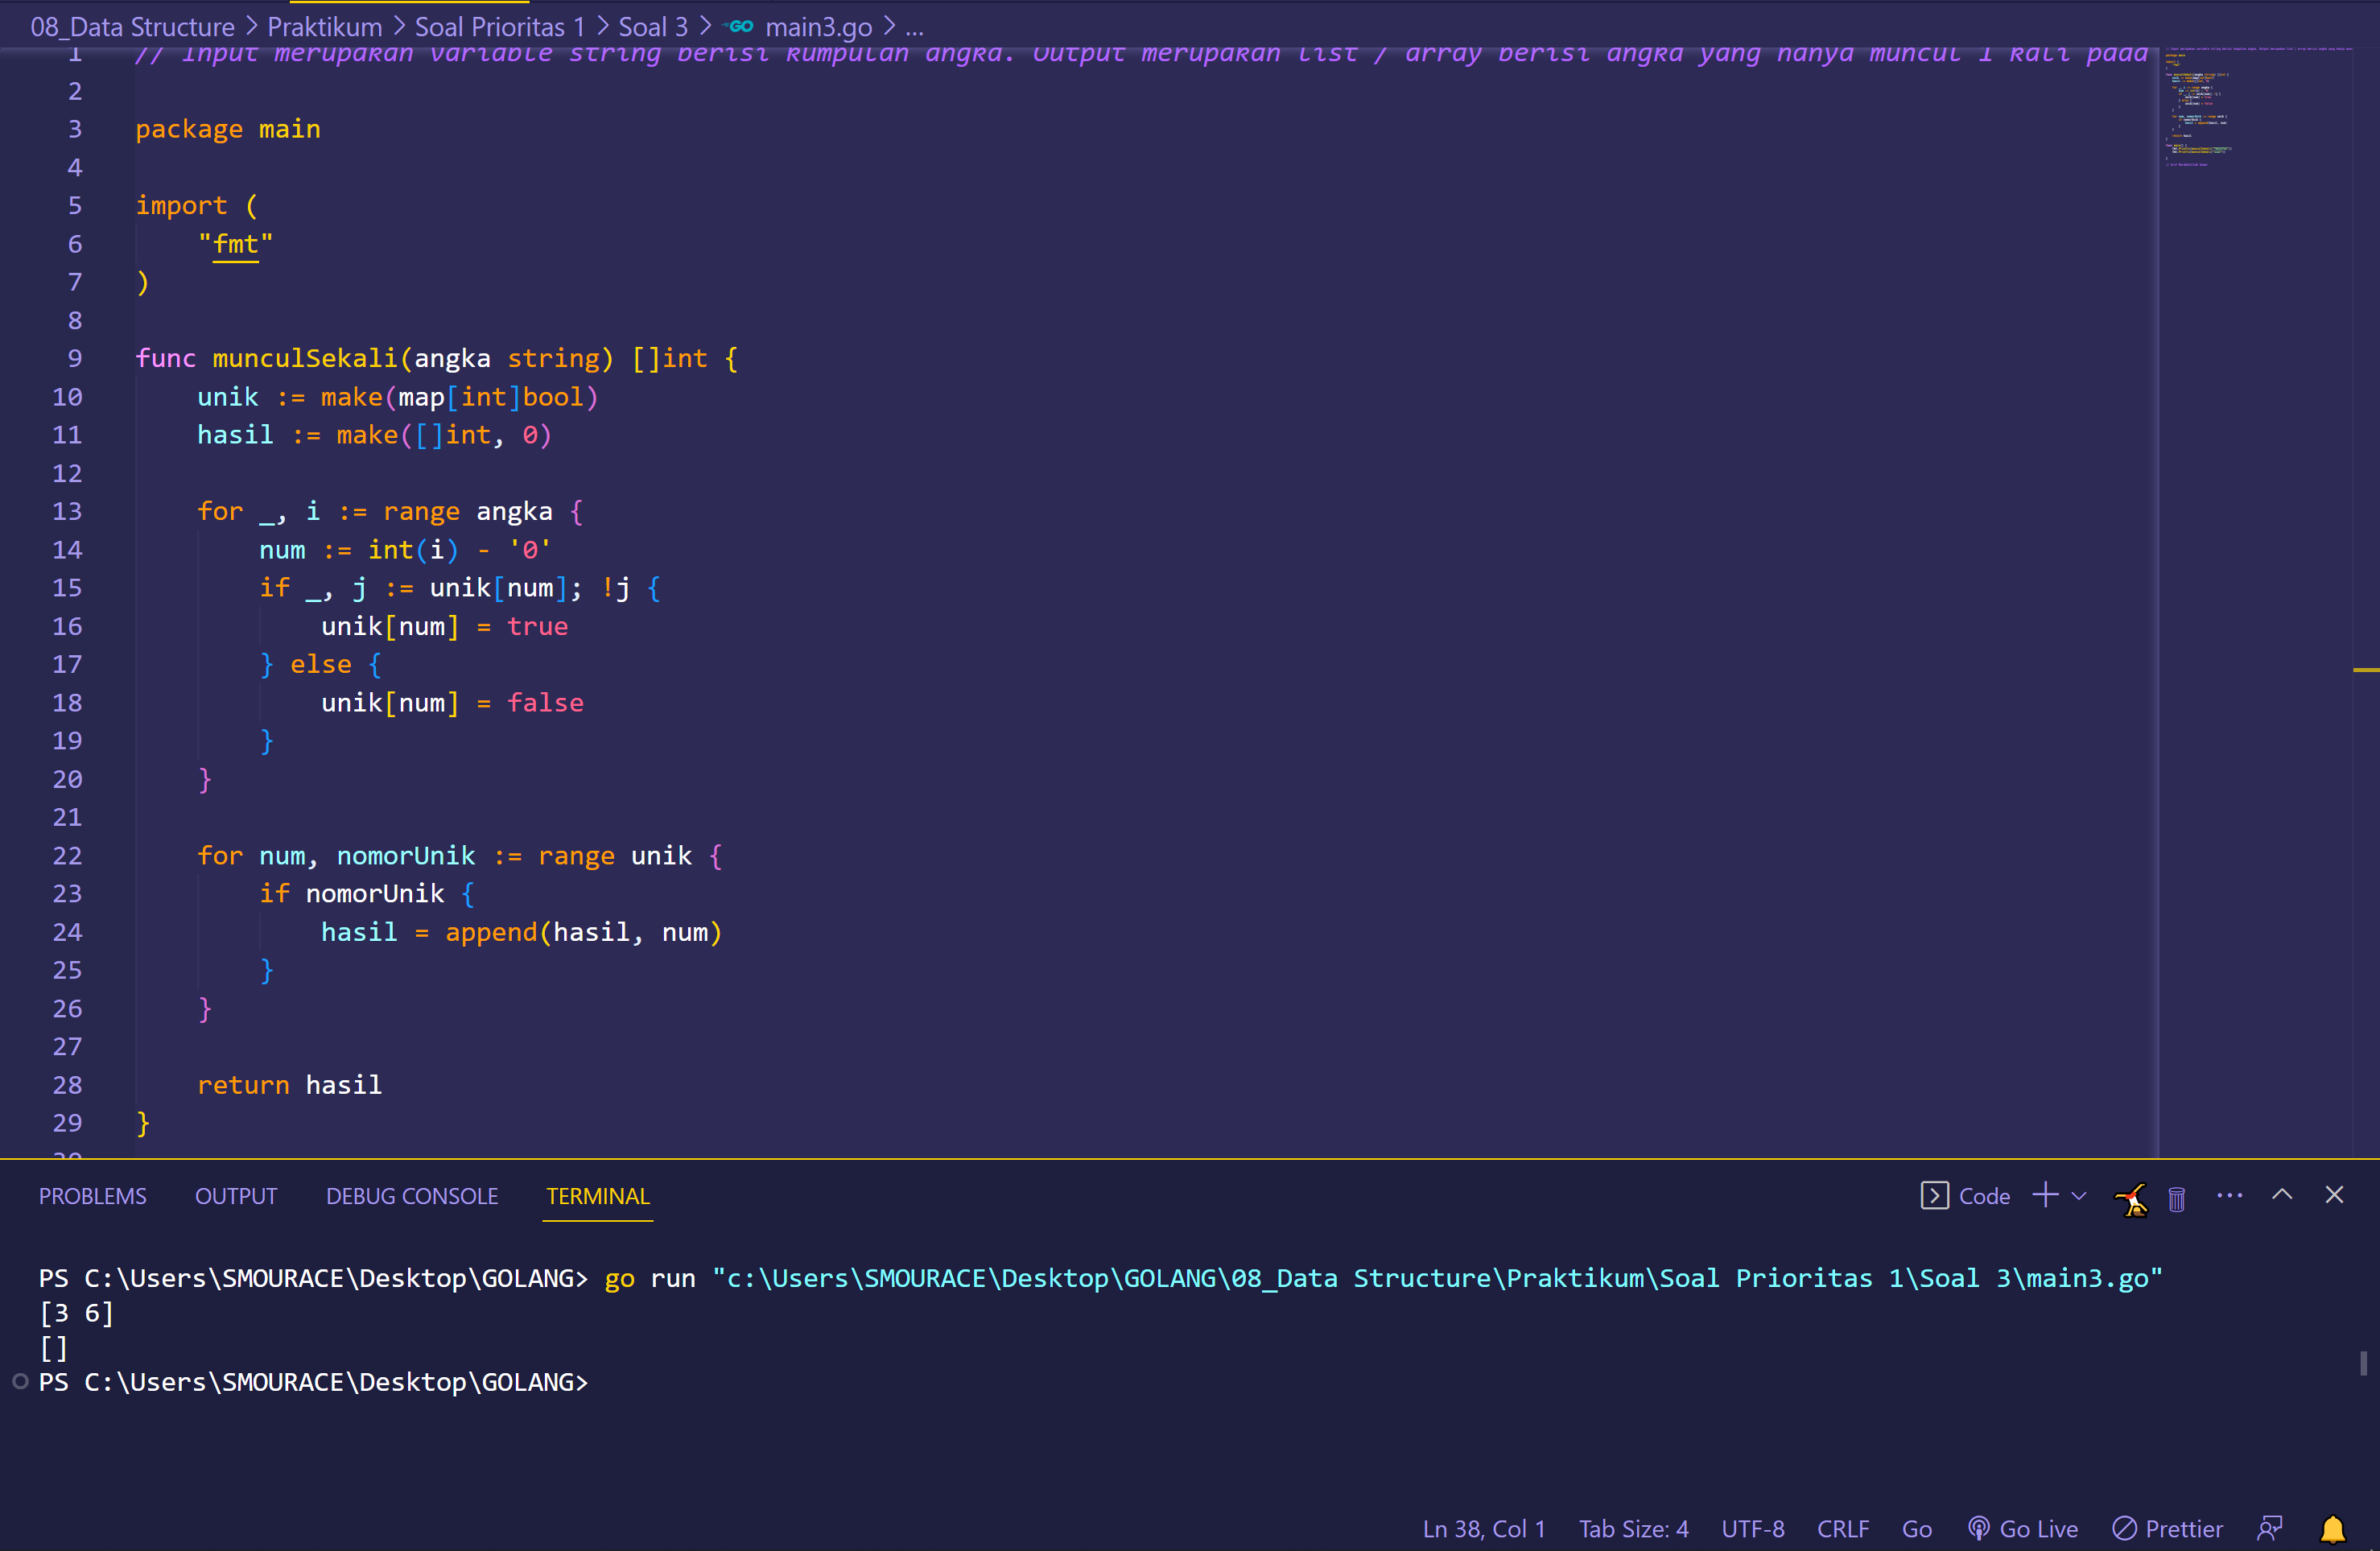 08_Data Structure > Praktikum > Soal Prioritas 1 > Soal 3 > GO main3.go > ...
1 // Input merupakan variable string berisi kumpulan angka. Output merupakan list / array berisi angka yang hanya muncul 1 kali pada
2
3 package main
4
5 import (
6     "fmt"
7 )
8
9 func munculSekali(angka string) []int {
10     unik := make(map[int]bool)
11     hasil := make([]int, 0)
12
13     for _, i := range angka {
14         num := int(i) - '0'
15         if _, j := unik[num]; !j {
16             unik[num] = true
17         } else {
18             unik[num] = false
19         }
20     }
21
22     for num, nomorUnik := range unik {
23         if nomorUnik {
24             hasil = append(hasil, num)
25         }
26     }
27
28     return hasil
29 }
30
PROBLEMS OUTPUT DEBUG CONSOLE TERMINAL Code
PS C:\Users\SMOURACE\Desktop\GOLANG> go run "c:\Users\SMOURACE\Desktop\GOLANG\08_Data Structure\Praktikum\Soal Prioritas 1\Soal 3\main3.go"
[3 6]
[]
PS C:\Users\SMOURACE\Desktop\GOLANG>
Ln 38, Col 1 Tab Size: 4 UTF-8 CRLF Go Go Live Prettier